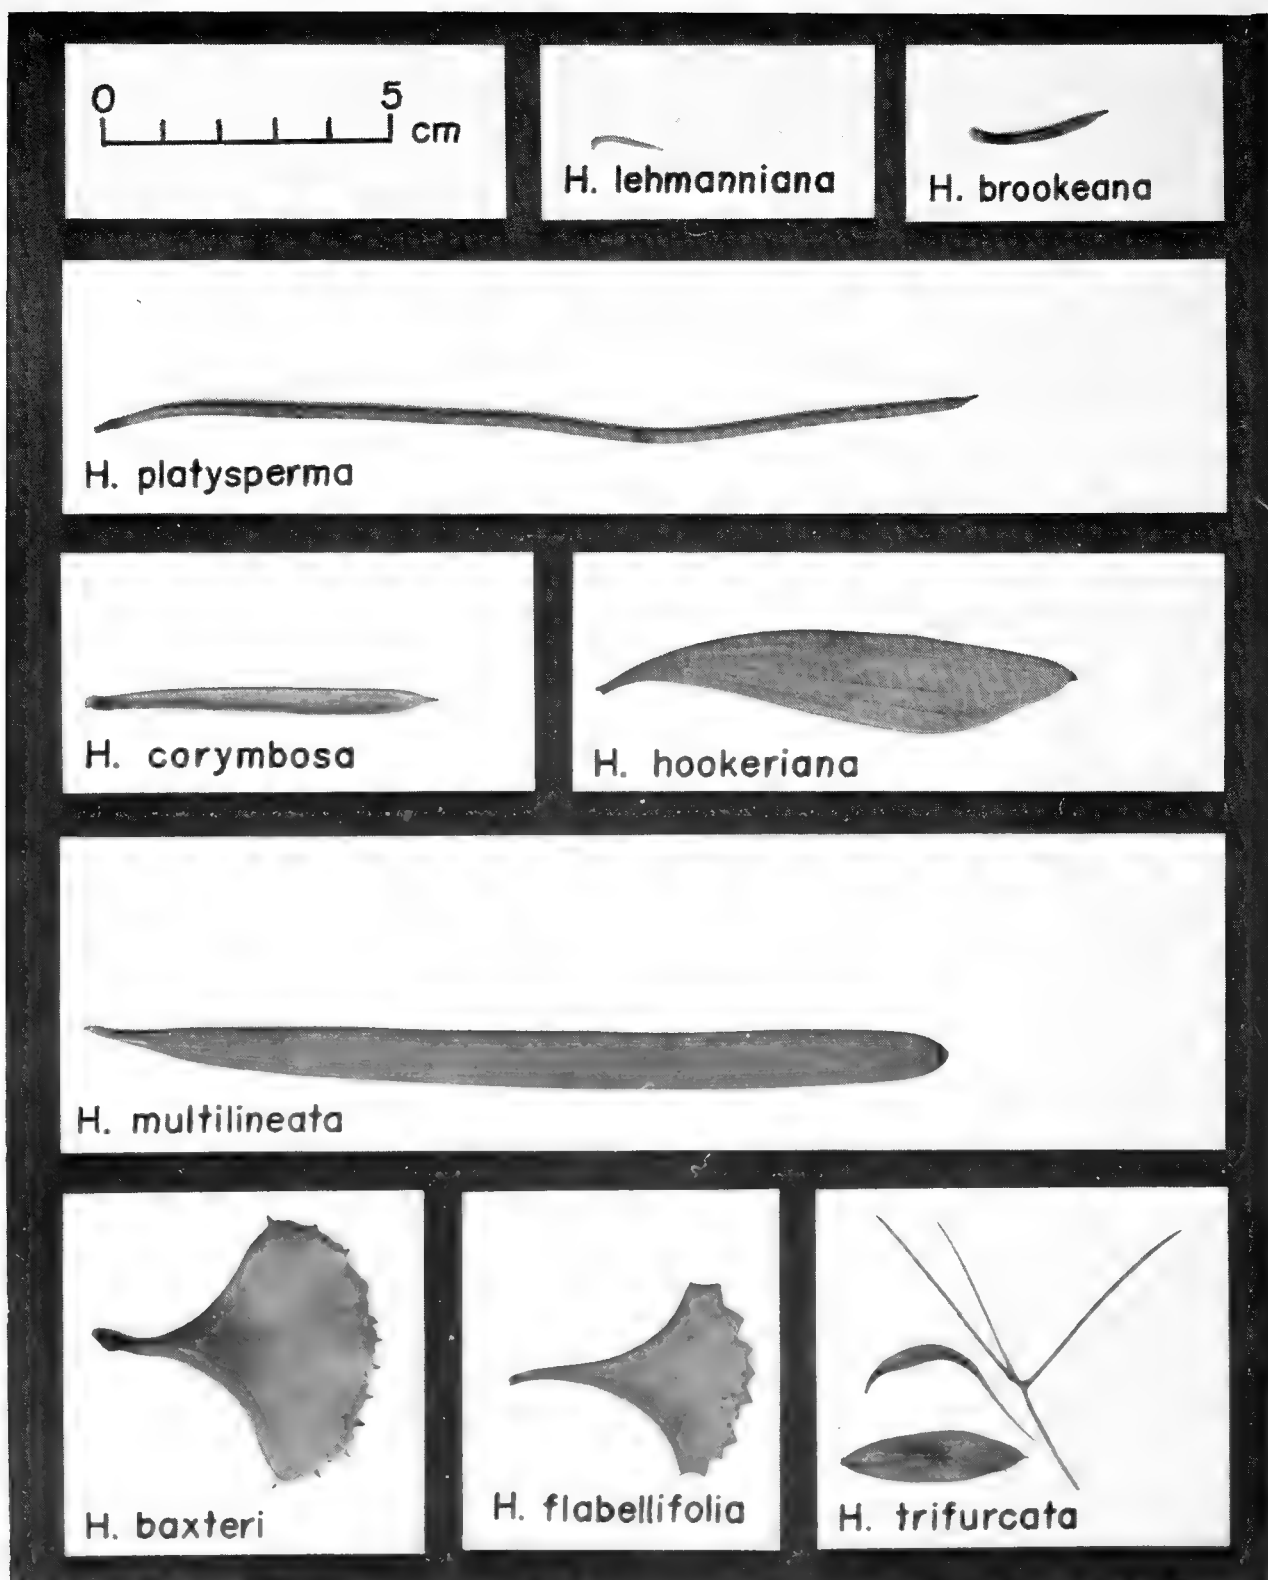 0 5
cm
H. lehmanniana
H. brookeana
H. platysperma
H. corymbosa
H. hookeriana
H. multilineata
H. baxteri
H. flabellifolia
H. trifurcata